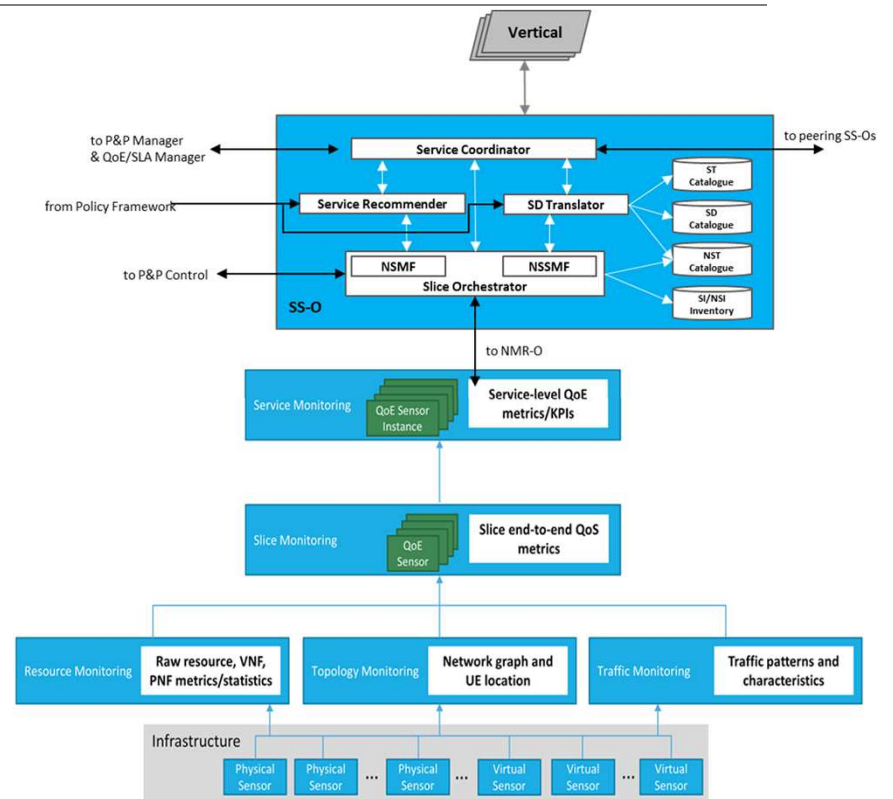 Vertical
to P&P Manager
& QoE/SLA Manager
to peering SS-Os
Service Coordinator
ST
Catalogue
from Policy Framework
Service Recommender
SD Translator
SD
Catalogue
NSMF
NSSMF
NST
Catalogue
to P&P Control
Slice Orchestrator
SS-O
SI/NSI
Inventory
to NMR-O
Service Monitoring
QoE Sensor
Instance
Service-level QoE
metrics/KPIs
Slice Monitoring
QoE
Sensor
Slice end-to-end QoS
metrics
Resource Monitoring
Raw resource, VNF,
PNF metrics/statistics
Topology Monitoring
Network graph and
UE location
Traffic Monitoring
Traffic patterns and
characteristics
Infrastructure
Physical
Sensor
Physical
Sensor
...
Physical
Sensor
...
Virtual
Sensor
Virtual
Sensor
...
Virtual
Sensor